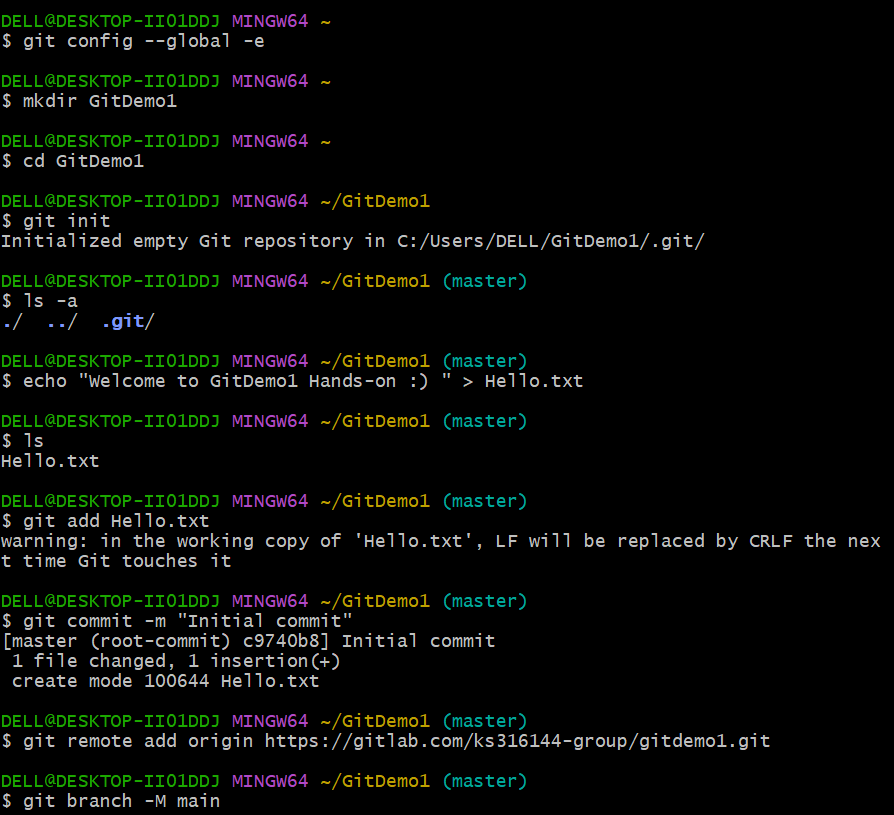 DELL@DESKTOP-II01DDJ MINGW64 ~
$ git config --global -e
DELL@DESKTOP-II01DDJ MINGW64 ~
$ mkdir GitDemo1
DELL@DESKTOP-II01DDJ MINGW64 ~
$ cd GitDemo1
DELL@DESKTOP-II01DDJ MINGW64 ~/GitDemo1
$ git init
Initialized empty Git repository in C:/Users/DELL/GitDemo1/.git/
DELL@DESKTOP-II01DDJ MINGW64 ~/GitDemo1 (master)
$ ls -a
./  ../  .git/
DELL@DESKTOP-II01DDJ MINGW64 ~/GitDemo1 (master)
$ echo "Welcome to GitDemo1 Hands-on :) " > Hello.txt
DELL@DESKTOP-II01DDJ MINGW64 ~/GitDemo1 (master)
$ ls
Hello.txt
DELL@DESKTOP-II01DDJ MINGW64 ~/GitDemo1 (master)
$ git add Hello.txt
warning: in the working copy of 'Hello.txt', LF will be replaced by CRLF the nex
t time Git touches it
DELL@DESKTOP-II01DDJ MINGW64 ~/GitDemo1 (master)
$ git commit -m "Initial commit"
[master (root-commit) c9740b8] Initial commit
 1 file changed, 1 insertion(+)
 create mode 100644 Hello.txt
DELL@DESKTOP-II01DDJ MINGW64 ~/GitDemo1 (master)
$ git remote add origin https://gitlab.com/ks316144-group/gitdemo1.git
DELL@DESKTOP-II01DDJ MINGW64 ~/GitDemo1 (master)
$ git branch -M main